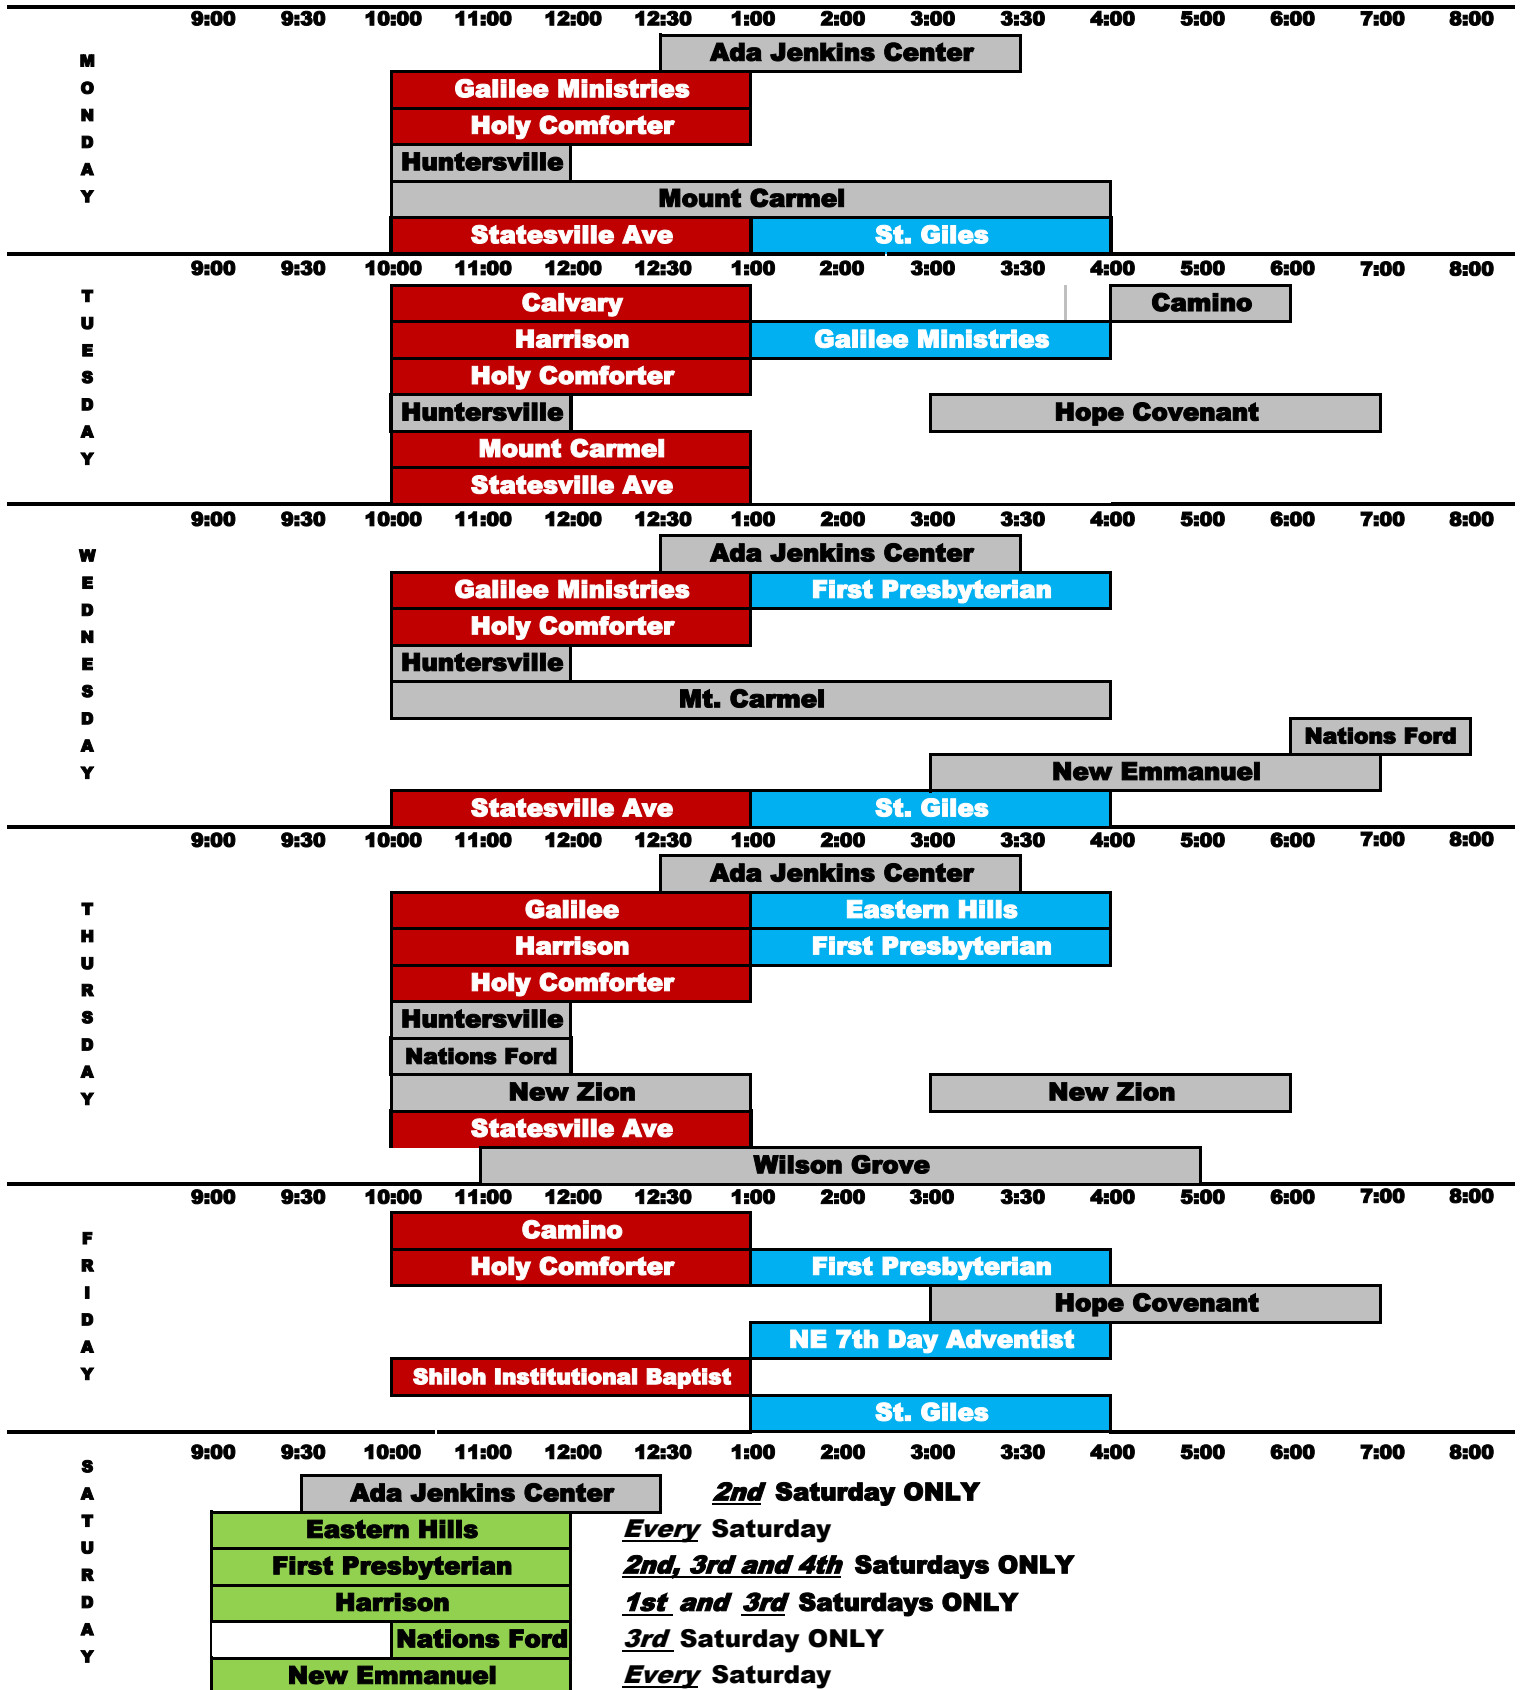 9:00 9:30 10:00 11:00 12:00 12:30 1:00 2:00 3:00 3:30 4:00 5:00 6:00 7:00 8:00
MONDAY
Ada Jenkins Center
Galilee Ministries
Holy Comforter
Huntersville
Mount Carmel
Statesville Ave St. Giles
9:00 9:30 10:00 11:00 12:00 12:30 1:00 2:00 3:00 3:30 4:00 5:00 6:00 7:00 8:00
TUESDAY
Calvary Camino
Harrison Galilee Ministries
Holy Comforter
Huntersville Hope Covenant
Mount Carmel
Statesville Ave
9:00 9:30 10:00 11:00 12:00 12:30 1:00 2:00 3:00 3:30 4:00 5:00 6:00 7:00 8:00
WEDNESDAY
Ada Jenkins Center
Galilee Ministries First Presbyterian
Holy Comforter
Huntersville
Mt. Carmel
Nations Ford
New Emmanuel
Statesville Ave St. Giles
9:00 9:30 10:00 11:00 12:00 12:30 1:00 2:00 3:00 3:30 4:00 5:00 6:00 7:00 8:00
THURSDAY
Ada Jenkins Center
Galilee Eastern Hills
Harrison First Presbyterian
Holy Comforter
Huntersville
Nations Ford
New Zion New Zion
Statesville Ave
Wilson Grove
9:00 9:30 10:00 11:00 12:00 12:30 1:00 2:00 3:00 3:30 4:00 5:00 6:00 7:00 8:00
FRIDAY
Camino
Holy Comforter First Presbyterian
Hope Covenant
NE 7th Day Adventist
Shiloh Institutional Baptist
St. Giles
9:00 9:30 10:00 11:00 12:00 12:30 1:00 2:00 3:00 3:30 4:00 5:00 6:00 7:00 8:00
SATURDAY
Ada Jenkins Center 2nd Saturday ONLY
Eastern Hills Every Saturday
First Presbyterian 2nd, 3rd and 4th Saturdays ONLY
Harrison 1st and 3rd Saturdays ONLY
Nations Ford 3rd Saturday ONLY
New Emmanuel Every Saturday